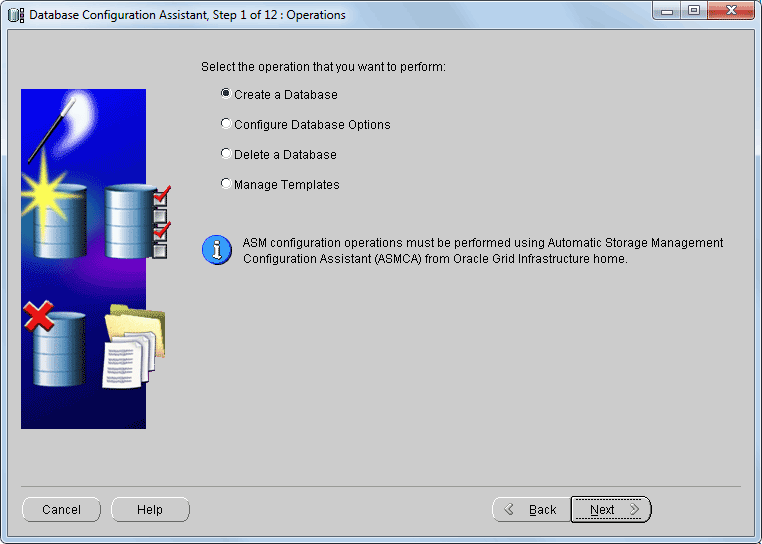 Database Configuration Assistant, Step 1 of 12 : Operations
Select the operation that you want to perform:
Create a Database
Configure Database Options
Delete a Database
Manage Templates
ASM configuration operations must be performed using Automatic Storage Management
Configuration Assistant (ASMCA) from Oracle Grid Infrastructure home.
Cancel
Help
Back
Next